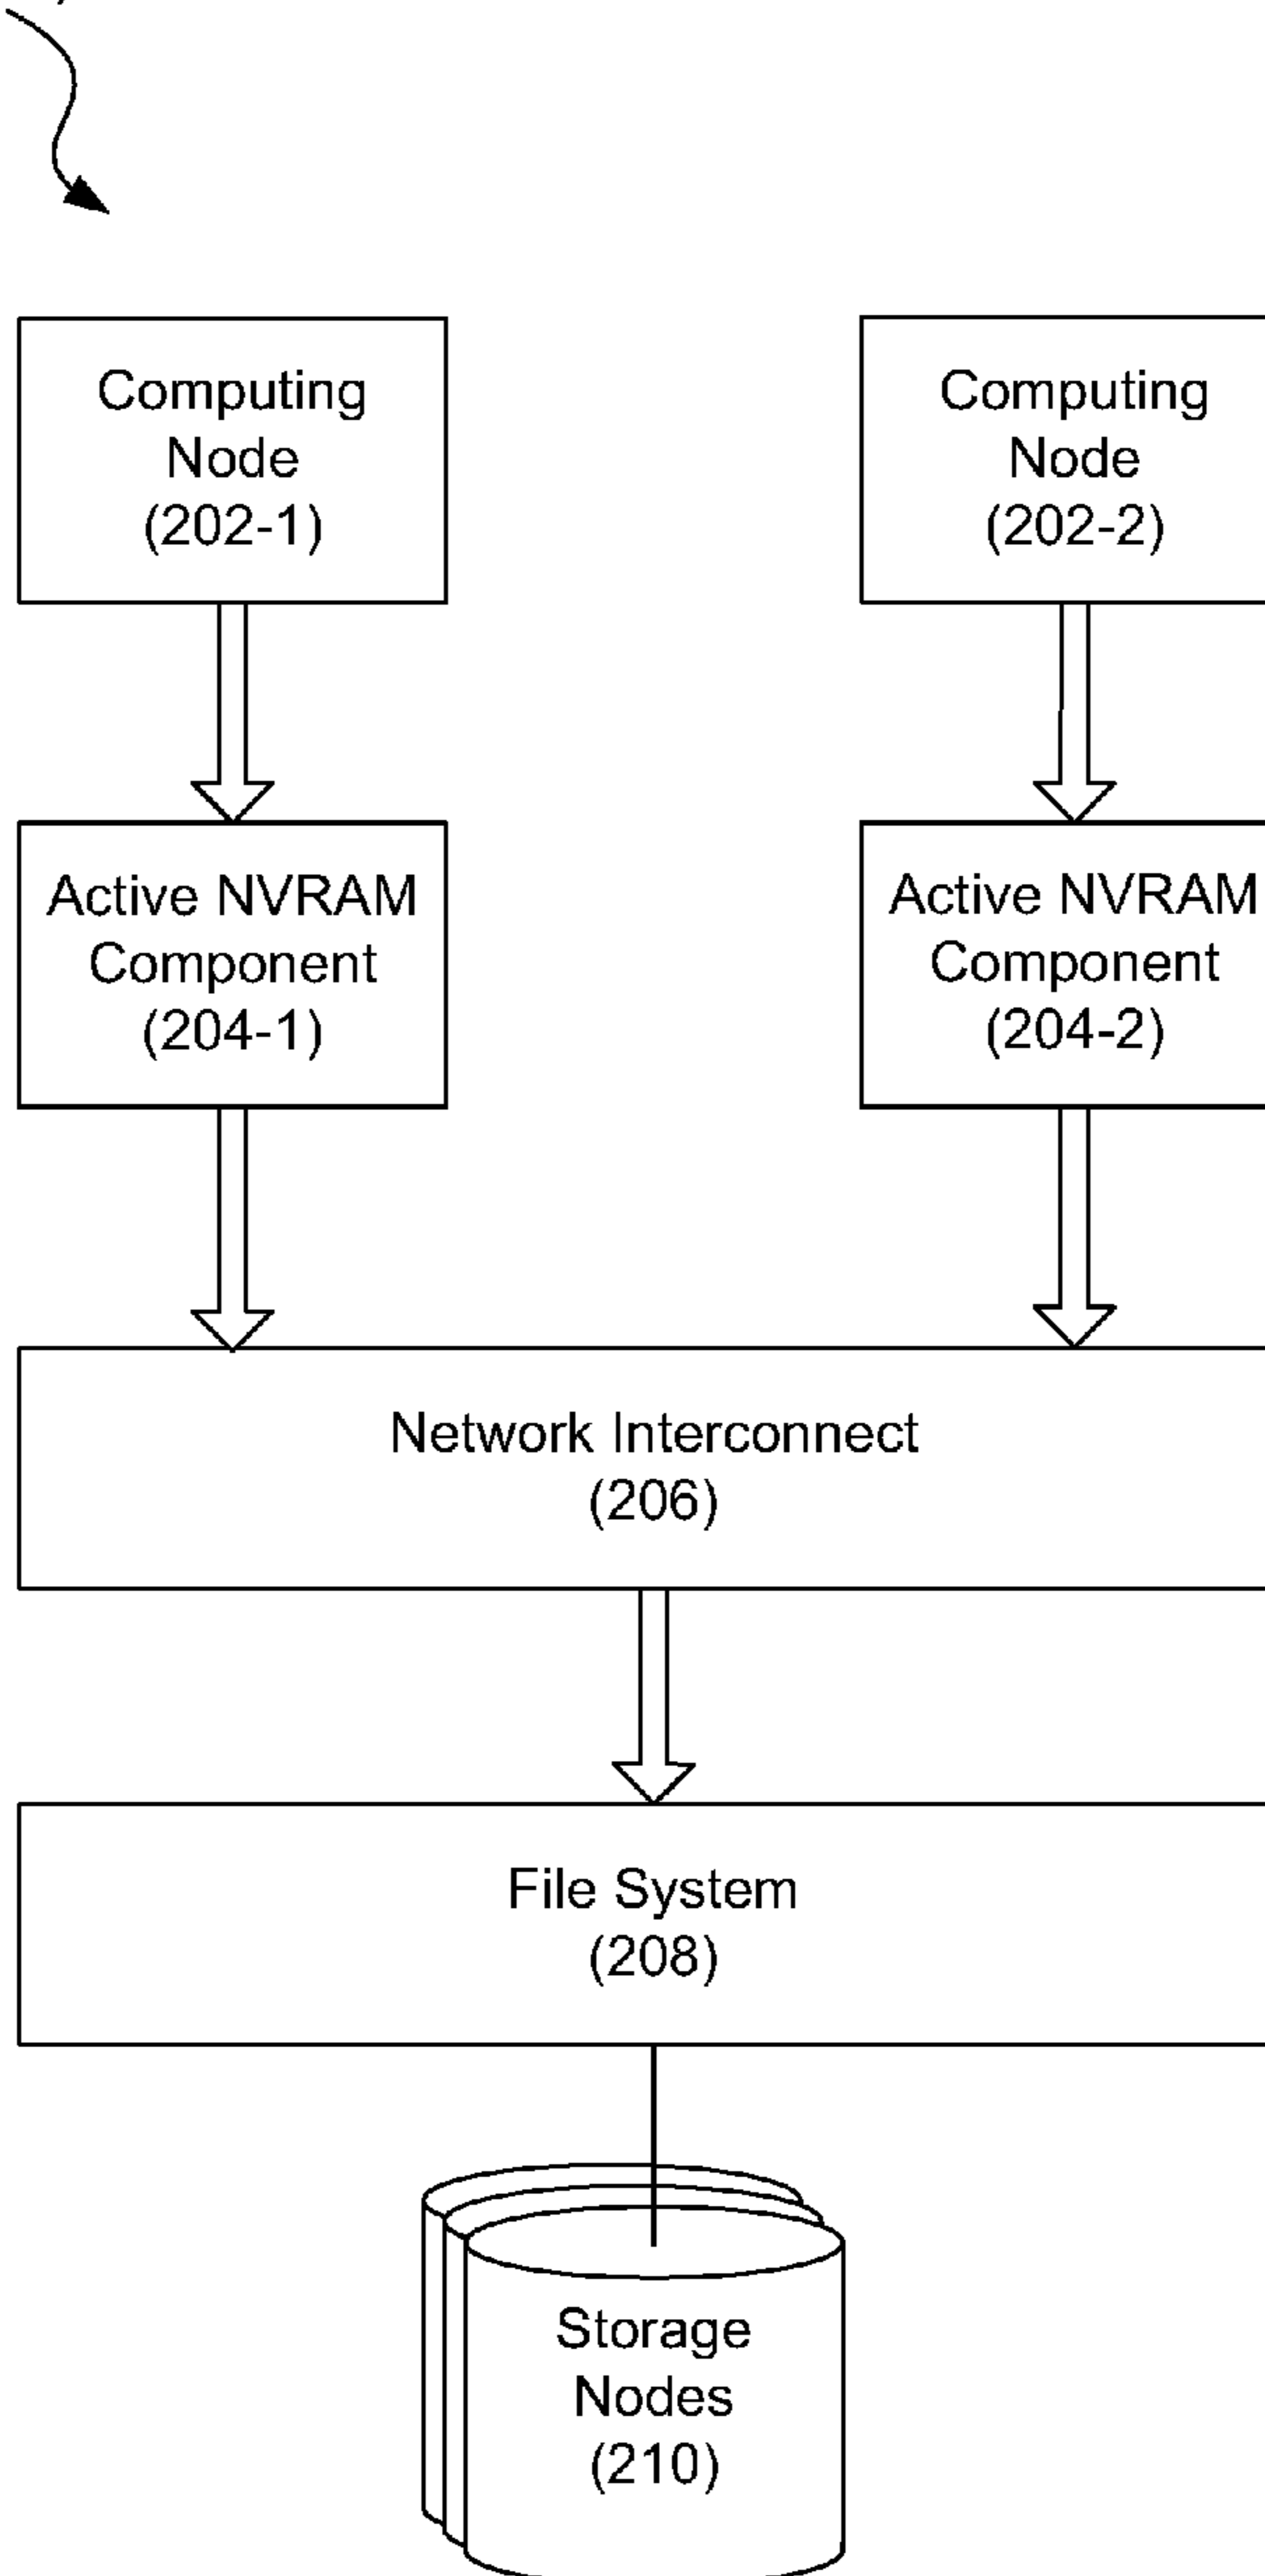 Computing
Node
(202-1)
Computing
Node
(202-2)
Active NVRAM
Component
(204-1)
Active NVRAM
Component
(204-2)
Network Interconnect
(206)
File System
(208)
Storage
Nodes
(210)